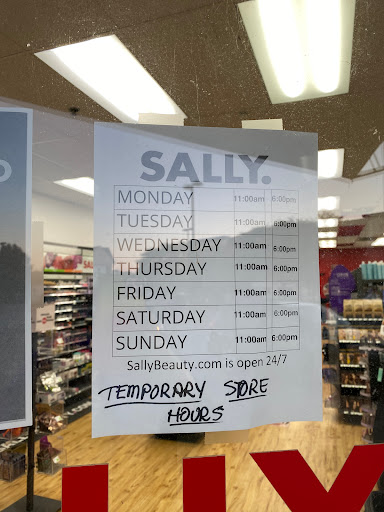 SALLY.
MONDAY 11:00am 6:00pm
TUESDAY 11:00am 6:00pm
WEDNESDAY 11:00am 6:00pm
THURSDAY 11:00am 6:00pm
FRIDAY 11:00am 6:00pm
SATURDAY 11:00am 6:00pm
SUNDAY 11:00am 6:00pm
SallyBeauty.com is open 24/7
TEMPORARY STORE
HOURS